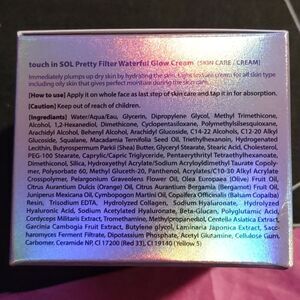 touch in SOL Pretty Filter Waterful Glow Cream (SKIN CARE / CREAM)
Immediately plumps up dry skin by hydrating the skin. Light texture cream for all skin type
including oily skin that gives perfect moisture during the skin care.
[How to use] Apply it on whole face as last step of skin care and tap it in for absorption.
[Caution] Keep out of reach of children.
[Ingredients] Water/Aqua/Eau, Glycerin, Dipropylene Glycol, Methyl Trimethicone,
Alcohol, 1,2-Hexanediol, Dimethicone, Cyclopentasiloxane, Polymethylsilsesquioxane,
Arachidyl Alcohol, Behenyl Alcohol, Arachidyl Glucoside, C14-22 Alcohols, C12-20 Alkyl
Glucoside, Squalane, Macadamia Ternifolia Seed Oil, Triethylhexanoin, Hydrogenated
Lecithin, Butyrospermum Parkii (Shea) Butter, Glyceryl Stearate, Stearic Acid, Cholesterol,
PEG-100 Stearate, Caprylic/Capric Triglyceride, Pentaerythrityl Tetraethylhexanoate,
Dimethiconol, Silica, Hydroxyethyl Acrylate/Sodium Acryloyldimethyl Taurate Copoly-
mer, Polysorbate 60, Methyl Gluceth-20, Panthenol, Acrylates/C10-30 Alkyl Acrylate
Crosspolymer, Pelargonium Graveolens Flower Oil, Olea Europaea (Olive) Fruit Oil,
Citrus Aurantium Dulcis (Orange) Oil, Citrus Aurantium Bergamia (Bergamot) Fruit Oil,
Juniperus Mexicana Oil, Cymbopogon Martini Oil, Copaifera Officinalis (Balsam Copaiba)
Resin, Trisodium EDTA, Hydrolyzed Collagen, Sodium Hyaluronate, Hydrolyzed
Hyaluronic Acid, Sodium Acetylated Hyaluronate, Beta-Glucan, Polyglutamic Acid,
Cordyceps Militaris Extract, Tromethamine, Methylpropanediol, Centella Asiatica Extract,
Garcinia Cambogia Fruit Extract, Butylene glycol, Laminaria Japonica Extract, Sac-
charomyces Ferment Filtrate, Dipotassium Phosphate, Acetyl Glutamine, Cellulose Gum,
Carbomer, Ceramide NP, CI 17200 (Red 33), CI 19140 (Yellow 5)